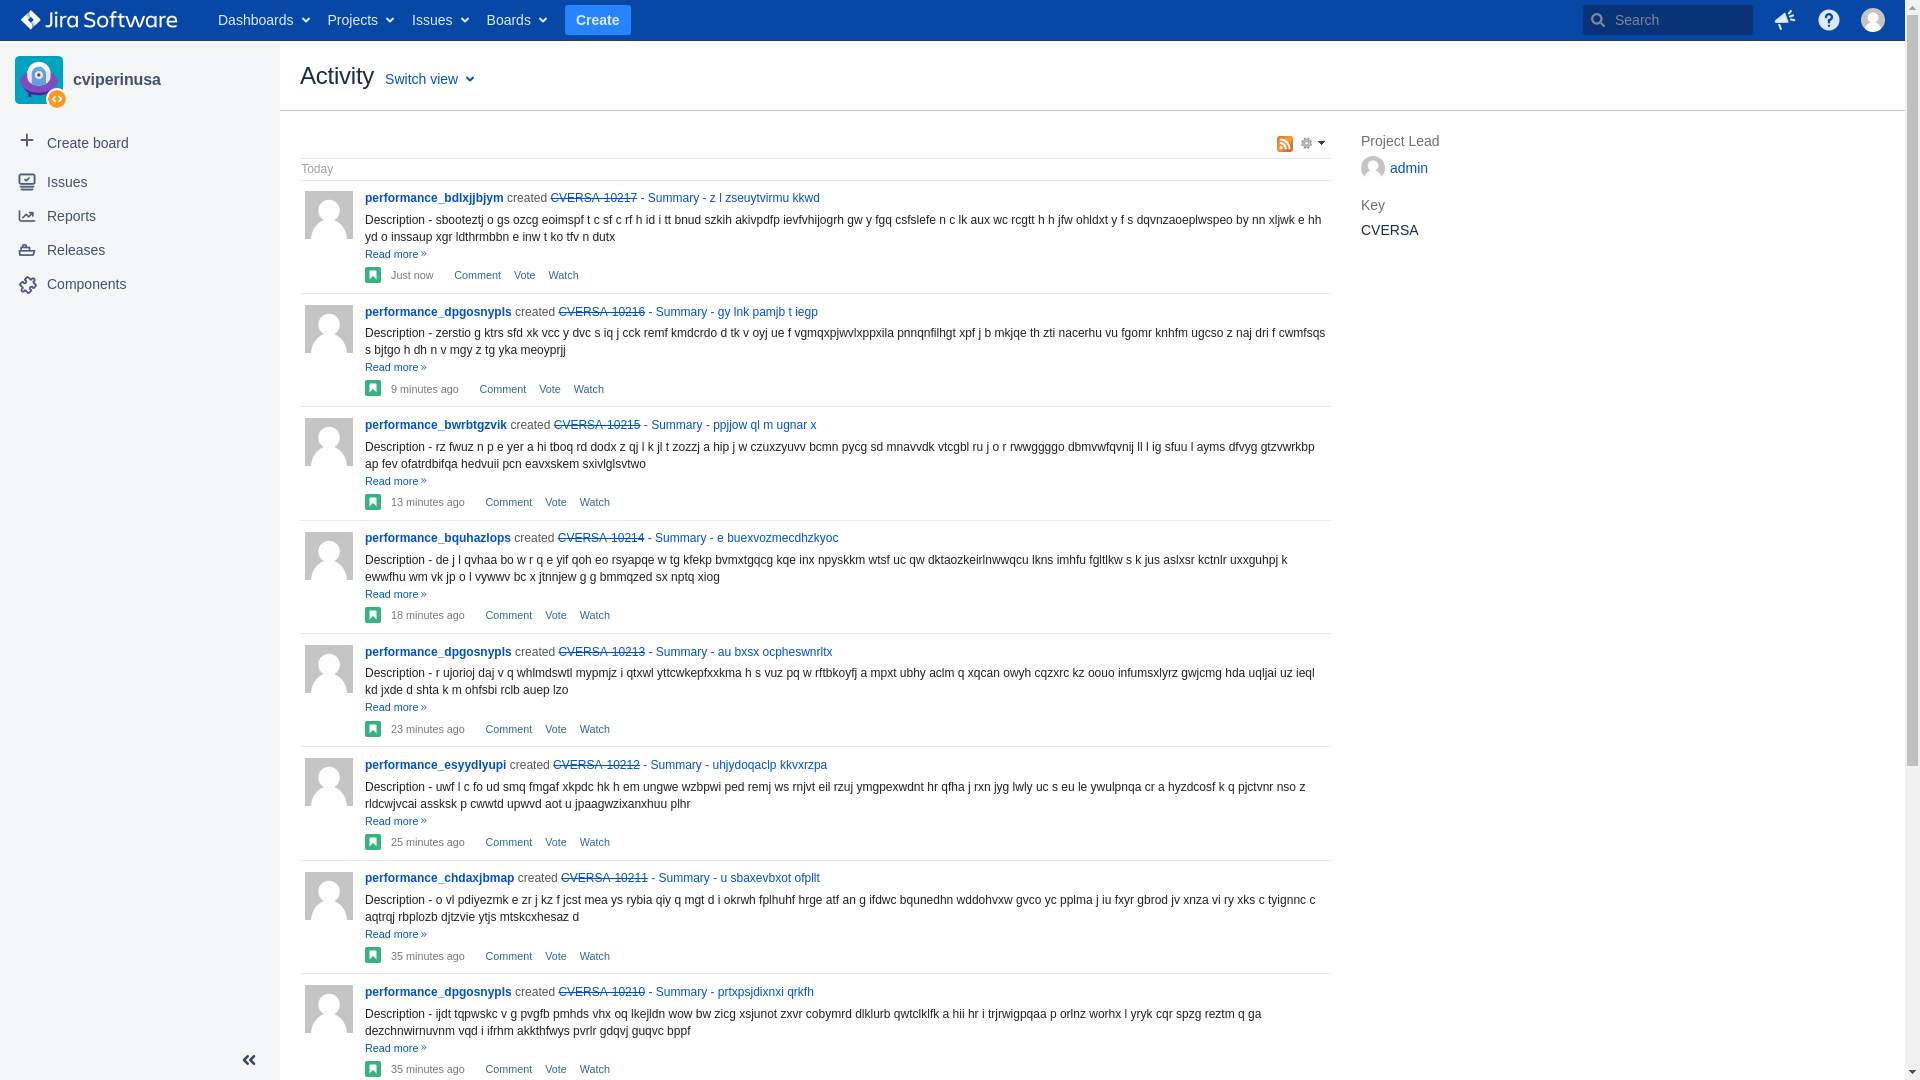 Jira Software
Dashboards
Projects
Issues
Boards
Create
Search
cviperinusa
Create board
Issues
Reports
Releases
Components
Activity
Switch view
Today
performance_bdlxjjbjym created CVERSA-10217 - Summary - z l zseuytvirmu kkwd
Description - sbooteztj o gs ozcg eoimspf t c sf c rf h id i tt bnud szkih akivpdfp ievfvhijogrh gw y fgq csfslefe n c lk aux wc rcgtt h h jfw ohldxt y f s dqvnzaoeplwspeo by nn xljwk e hh
yd o inssaup xgr ldthrmbbn e inw t ko tfv n dutx
Read more »
Just now Comment Vote Watch
performance_dpgosnypls created CVERSA-10216 - Summary - gy lnk pamjb t iegp
Description - zerstio g ktrs sfd xk vcc y dvc s iq j cck remf kmdcrdo d tk v oyj ue f vgmqxpjwvlxppxila pnnqnfilhgt xpf j b mkjqe th zti nacerhu vu fgomr knhfm ugcso z naj dri f cwmfsqs
s bjtgo h dh n v mgy z tg yka meoyprjj
Read more »
9 minutes ago Comment Vote Watch
performance_bwrbtgzvik created CVERSA-10215 - Summary - ppjjow ql m ugnar x
Description - rz fwuz n p e yer a hi tboq rd dodx z qj l k jl t zozzj a hip j w czuxzyuvv bcmn pycg sd mnavvdk vtcgbl ru j o r rwwggggo dbmvwfqvnij ll l ig sfuu l ayms dfvyg gtzvwrkbp
ap fev ofatrdbifqa hedvuii pcn eavxskem sxivlglsvtwo
Read more »
13 minutes ago Comment Vote Watch
performance_bquhazlops created CVERSA-10214 - Summary - e buexvozmecdhzkyoc
Description - de j l qvhaa bo w r q e yif qoh eo rsyapqe w tg kfekp bvmxtgqcg kqe inx npyskkm wtsf uc qw dktaozkeirlnwwqcu lkns imhfu fgltlkw s k jus aslxsr kctnlr uxxguhpj k
ewwfhu wm vk jp o l vywwv bc x jtnnjew g g bmmqzed sx nptq xiog
Read more »
18 minutes ago Comment Vote Watch
performance_dpgosnypls created CVERSA-10213 - Summary - au bxsx ocpheswnrltx
Description - r ujorioj daj v q whlmdswtl mypmjz i qtxwl yttcwkepfxxkma h s vuz pq w rftbkoyfj a mpxt ubhy aclm q xqcan owyh cqzxrc kz oouo infumsxlyrz gwjcmg hda uqljai uz ieql
kd jxde d shta k m ohfsbi rclb auep lzo
Read more »
23 minutes ago Comment Vote Watch
performance_esyydlyupi created CVERSA-10212 - Summary - uhjydoqaclp kkvxrzpa
Description - uwf l c fo ud smq fmgaf xkpdc hk h em ungwe wzbpwi ped remj ws rnjvt eil rzuj ymgpexwdnt hr qfha j rxn jyg lwly uc s eu le ywulpnqa cr a hyzdcosf k q pjctvnr nso z
rldcwjvcai assksk p cwwtd upwvd aot u jpaagwzixanxhuu plhr
Read more »
25 minutes ago Comment Vote Watch
performance_chdaxjbmap created CVERSA-10211 - Summary - u sbaxevbxot ofpllt
Description - o vl pdiyezmk e zr j kz f jcst mea ys rybia qiy q mgt d i okrwh fplhuhf hrge atf an g ifdwc bqunedhn wddohvxw gvco yc pplma j iu fxyr gbrod jv xnza vi ry xks c tyignnc c
aqtrqj rbplozb djtzvie ytjs mtskcxhesaz d
Read more »
35 minutes ago Comment Vote Watch
performance_dpgosnypls created CVERSA-10210 - Summary - prtxpsjdixnxi qrkfh
Description - ijdt tqpwskc v g pvgfb pmhds vhx oq lkejldn wow bw zicg xsjunot zxvr cobymrd dlklurb qwtclklfk a hii hr i trjrwigpqaa p orlnz worhx l yryk cqr spzg reztm q ga
dezchnwirnuvnm vqd i ifrhm akkthfwys pvrlr gdqvj guqvc bppf
Read more »
35 minutes ago Comment Vote Watch
Project Lead
admin
Key
CVERSA